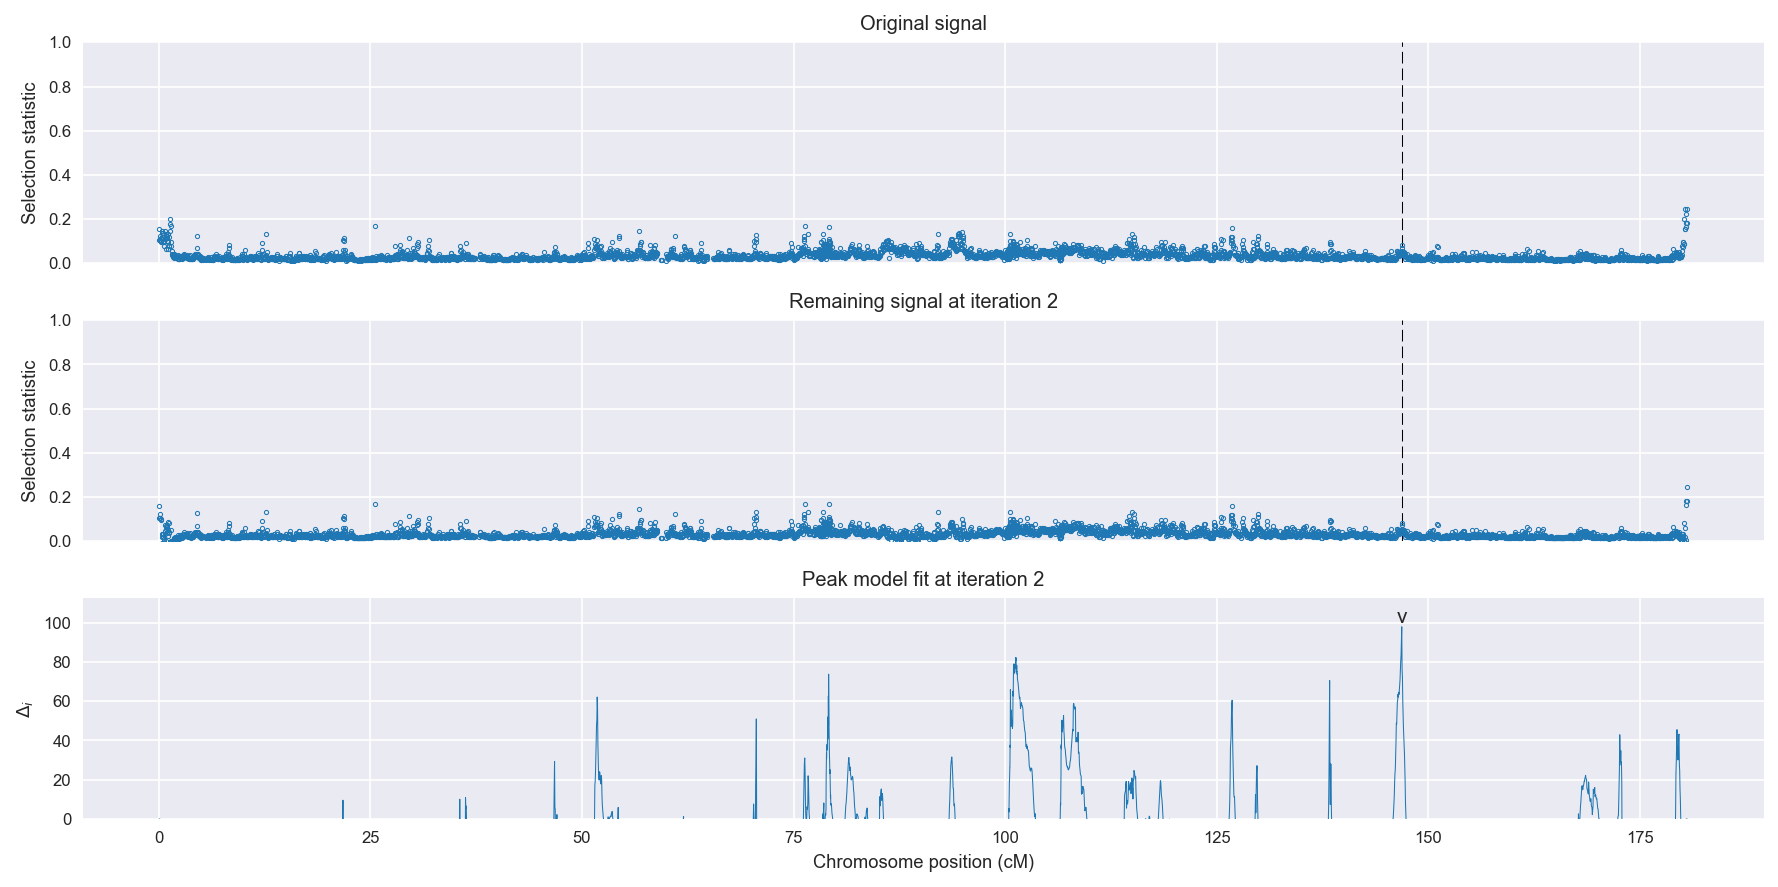 Original signal
1.0
0.8
0.6
0.4
0.2
0.0
Selection statistic
Remaining signal at iteration 2
1.0
0.8
0.6
0.4
0.2
0.0
Selection statistic
Peak model fit at iteration 2
v
100
80
60
40
20
0
Δi
0 25 50 75 100 125 150 175
Chromosome position (cM)